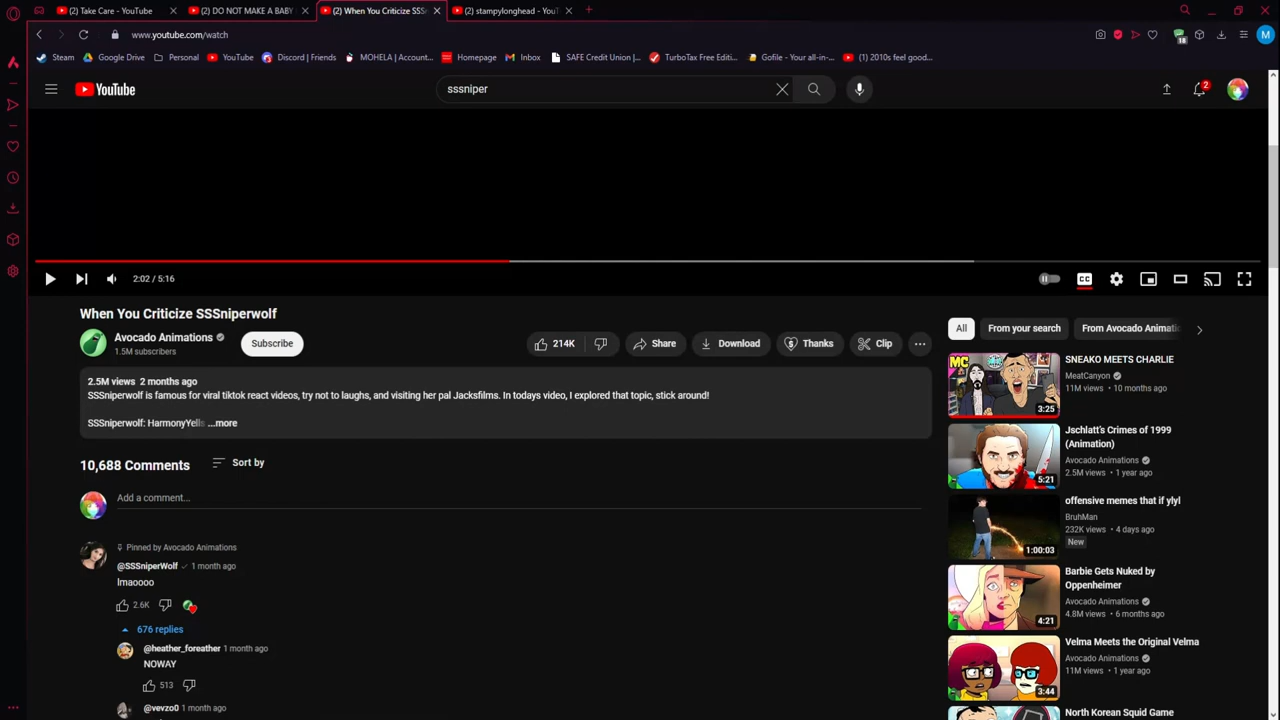 (2) Take Care - YouTube
(2) DO NOT MAKE A BABY
(2) When You Criticize SSS
(2) stampylonghead - YouT
www.youtube.com/watch
18
M
Steam
Google Drive
Personal
YouTube
Discord | Friends
MOHELA | Account...
Homepage
Inbox
SAFE Credit Union |...
TurboTax Free Editi...
Gofile - Your all-in-...
(1) 2010s feel good...
YouTube
sssniper
2
2:02 / 5:16
CC
When You Criticize SSSniperwolf
Avocado Animations
1.5M subscribers
Subscribe
214K
Share
Download
Thanks
Clip
2.5M views 2 months ago
SSSniperwolf is famous for viral tiktok react videos, try not to laughs, and visiting her pal Jacksfilms. In todays video, I explored that topic, stick around!
SSSniperwolf: HarmonyYells ...more
10,688 Comments
Sort by
Add a comment...
Pinned by Avocado Animations
@SSSniperWolf 1 month ago
lmaoooo
2.6K
676 replies
@heather_foreather 1 month ago
NOWAY
513
@vevzo0 1 month ago
All
From your search
From Avocado Animatio
MC
3:25
SNEAKO MEETS CHARLIE
MeatCanyon
11M views • 10 months ago
5:21
Jschlatt's Crimes of 1999
(Animation)
Avocado Animations
2.5M views • 1 year ago
1:00:03
offensive memes that if ylyl
BruhMan
232K views • 4 days ago
New
4:21
Barbie Gets Nuked by
Oppenheimer
Avocado Animations
4.8M views • 6 months ago
3:44
Velma Meets the Original Velma
Avocado Animations
11M views • 1 year ago
North Korean Squid Game